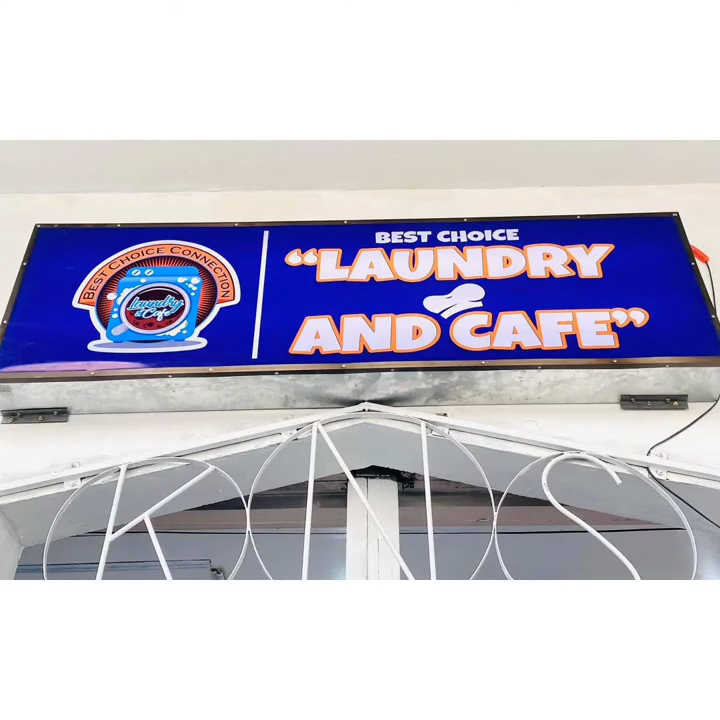 BEST CHOICE CONNECTION
Laundry
& Cafe
BEST CHOICE
“LAUNDRY
AND CAFE”
K N S